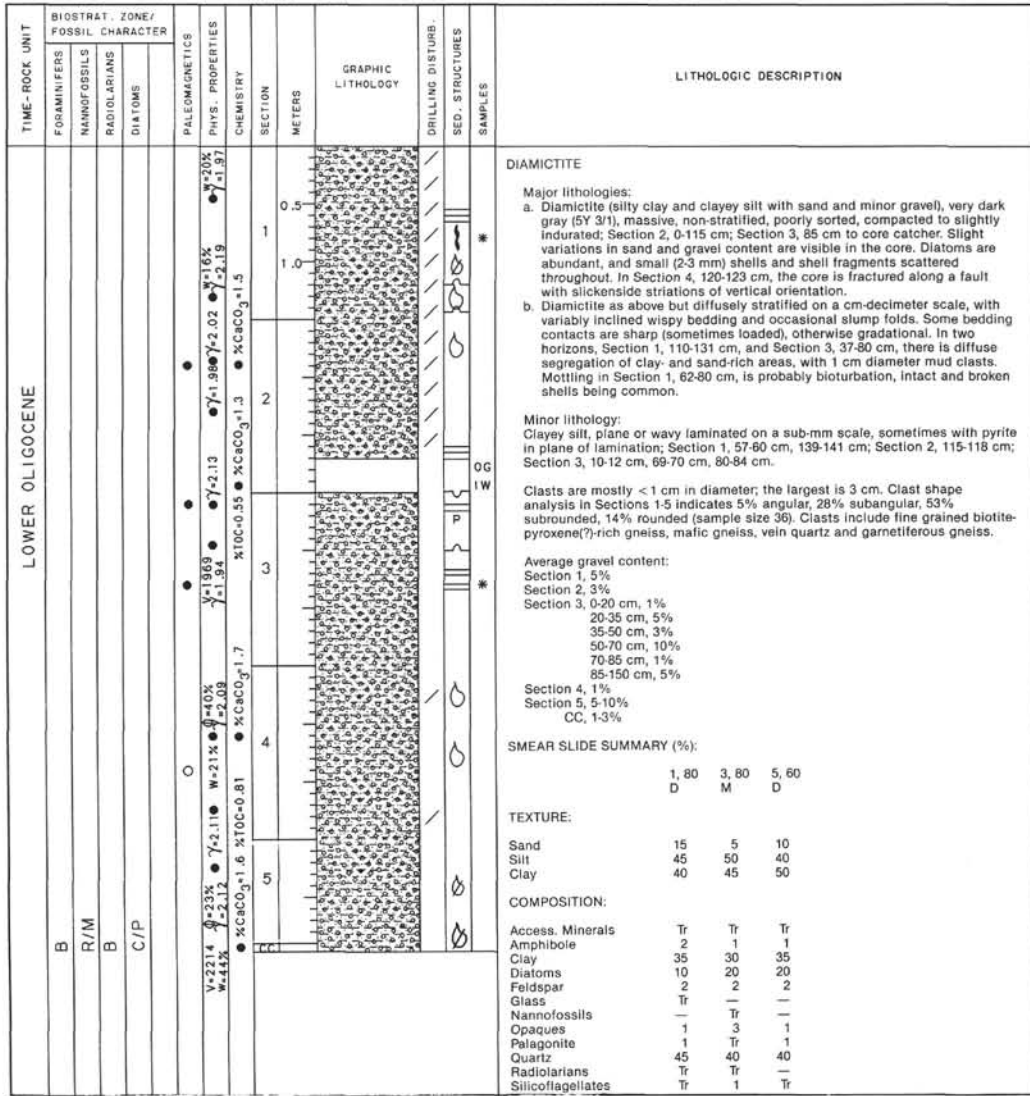 TIME-ROCK UNIT
BIOSTRAT. ZONE/
FOSSIL CHARACTER
FORAMINIFERS
NANNOFOSSILS
RADIOLARIANS
DIATOMS
PALEOMAGNETICS
PHYS. PROPERTIES
CHEMISTRY
SECTION
METERS
GRAPHIC
LITHOLOGY
DRILLING DISTURB.
SED. STRUCTURES
SAMPLES
LITHOLOGIC DESCRIPTION
LOWER OLIGOCENE
B
R/M
B
C/P
W=20%
γ=1.97
W=16%
γ=2.19
γ=2.02
γ=1.98
γ=2.13
V=1969
γ=1.94
Φ=40%
γ=2.09
W=21%
γ=2.11
Φ=23%
γ=2.12
V=2214
W=44%
%CaCO₃=1.5
%CaCO₃=1.3
%TOC=0.55
%CaCO₃=1.7
%TOC=0.81
%CaCO₃=1.6
1
2
3
4
5
CC
0.5
1.0
P
*
OG
IW
*
DIAMICTITE
Major lithologies:
a. Diamictite (silty clay and clayey silt with sand and minor gravel), very dark
gray (5Y 3/1), massive, non-stratified, poorly sorted, compacted to slightly
indurated; Section 2, 0-115 cm; Section 3, 85 cm to core catcher. Slight
variations in sand and gravel content are visible in the core. Diatoms are
abundant, and small (2-3 mm) shells and shell fragments scattered
throughout. In Section 4, 120-123 cm, the core is fractured along a fault
with slickenside striations of vertical orientation.
b. Diamictite as above but diffusely stratified on a cm-decimeter scale, with
variably inclined wispy bedding and occasional slump folds. Some bedding
contacts are sharp (sometimes loaded), otherwise gradational. In two
horizons, Section 1, 110-131 cm, and Section 3, 37-80 cm, there is diffuse
segregation of clay- and sand-rich areas, with 1 cm diameter mud clasts.
Mottling in Section 1, 62-80 cm, is probably bioturbation, intact and broken
shells being common.
Minor lithology:
Clayey silt, plane or wavy laminated on a sub-mm scale, sometimes with pyrite
in plane of lamination; Section 1, 57-60 cm, 139-141 cm; Section 2, 115-118 cm;
Section 3, 10-12 cm, 69-70 cm, 80-84 cm.
Clasts are mostly <1 cm in diameter; the largest is 3 cm. Clast shape
analysis in Sections 1-5 indicates 5% angular, 28% subangular, 53%
subrounded, 14% rounded (sample size 36). Clasts include fine grained biotite-
pyroxene(?)-rich gneiss, mafic gneiss, vein quartz and garnetiferous gneiss.
Average gravel content:
Section 1, 5%
Section 2, 3%
Section 3, 0-20 cm, 1%
20-35 cm, 5%
35-50 cm, 3%
50-70 cm, 10%
70-85 cm, 1%
85-150 cm, 5%
Section 4, 1%
Section 5, 5-10%
CC, 1-3%
SMEAR SLIDE SUMMARY (%):
1, 80 3, 80 5, 60
D M D
TEXTURE:
Sand 15 5 10
Silt 45 50 40
Clay 40 45 50
COMPOSITION:
Access. Minerals Tr Tr Tr
Amphibole 2 1 1
Clay 35 30 35
Diatoms 10 20 20
Feldspar 2 2 2
Glass Tr — —
Nannofossils — Tr —
Opaques 1 3 1
Palagonite 1 Tr 1
Quartz 45 40 40
Radiolarians Tr Tr —
Silicoflagellates Tr 1 Tr